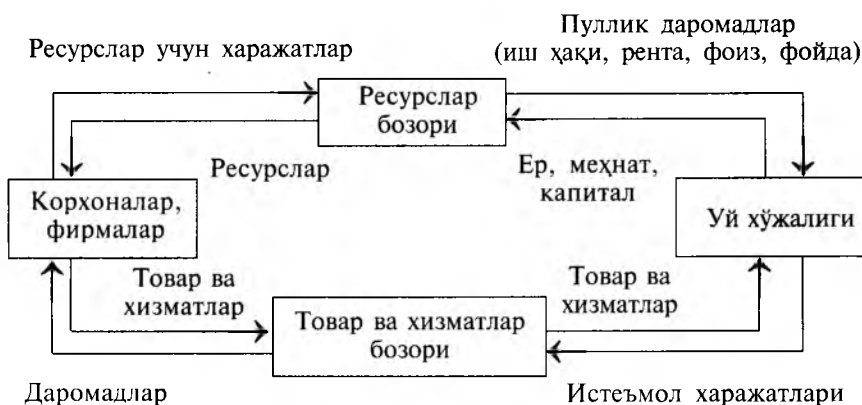 Пуллик даромадлар
Ресурслар учун харажатлар
(иш ҳақи, рента, фоиз, фойда)
Ресурслар
бозори
Ресурслар
Ер, меҳнат,
капитал
Корхоналар,
фирмалар
Уй хўжалиги
Товар ва
хизматлар
Товар ва
хизматлар
Товар ва хизматлар
бозори
Даромадлар
Истеъмол харажатлари